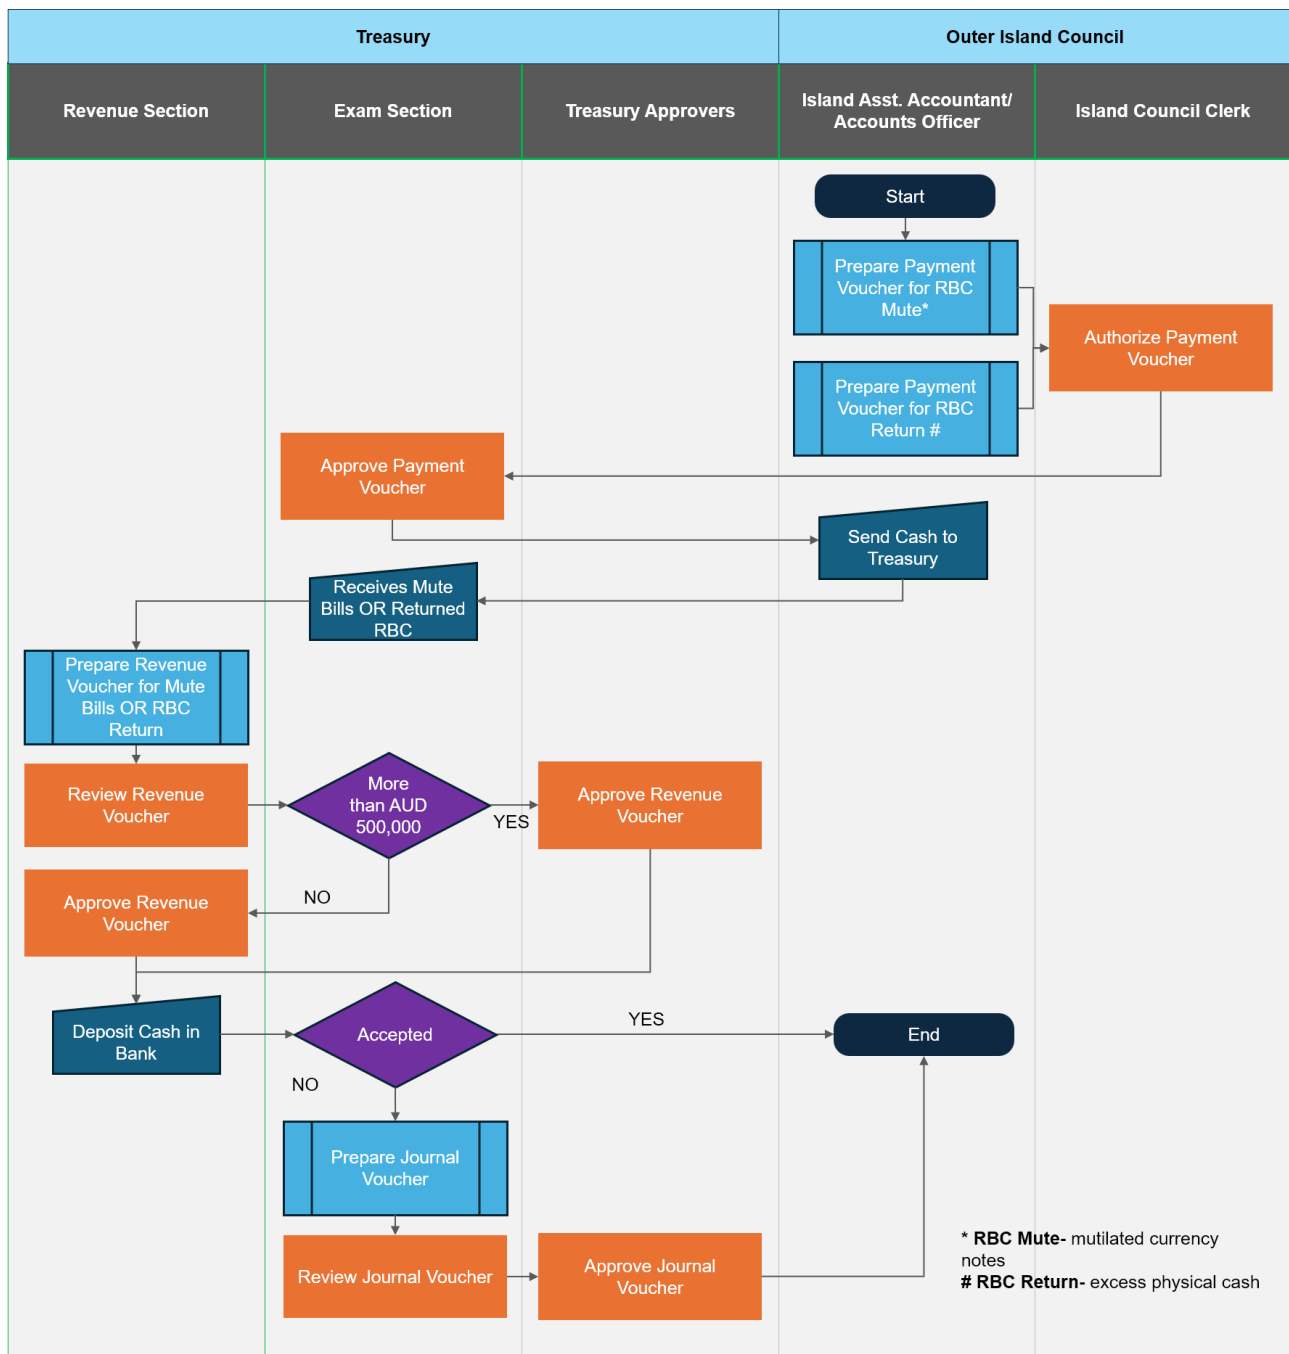 Treasury
Outer Island Council
Revenue Section
Exam Section
Treasury Approvers
Island Asst. Accountant/
Accounts Officer
Island Council Clerk
Start
Prepare Payment
Voucher for RBC
Mute*
Authorize Payment
Voucher
Prepare Payment
Voucher for RBC
Return #
Approve Payment
Voucher
Send Cash to
Treasury
Receives Mute
Bills OR Returned
RBC
Prepare Revenue
Voucher for Mute
Bills OR RBC
Return
Review Revenue
Voucher
More
than AUD
500,000
YES
Approve Revenue
Voucher
NO
Approve Revenue
Voucher
Deposit Cash in
Bank
Accepted
YES
End
NO
Prepare Journal
Voucher
Review Journal Voucher
Approve Journal
Voucher
* RBC Mute- mutilated currency
notes
# RBC Return- excess physical cash